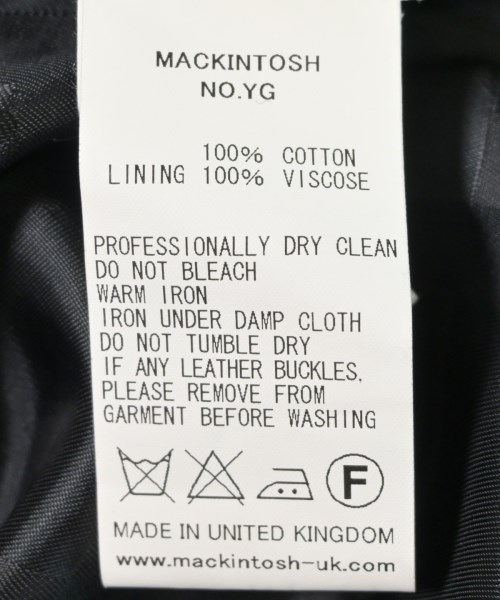 MACKINTOSH
NO.YG
100% COTTON
LINING 100% VISCOSE
PROFESSIONALLY DRY CLEAN
DO NOT BLEACH
WARM IRON
IRON UNDER DAMP CLOTH
DO NOT TUMBLE DRY
IF ANY LEATHER BUCKLES,
PLEASE REMOVE FROM
GARMENT BEFORE WASHING
F
MADE IN UNITED KINGDOM
www.mackintosh-uk.com